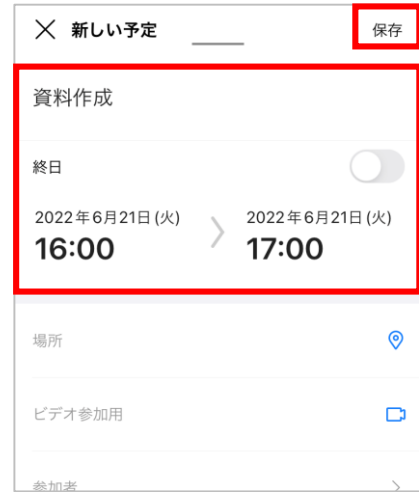 新しい予定 保存
資料作成
終日
2022年6月21日(火) 2022年6月21日(火)
16:00 17:00
場所
ビデオ参加用
参加者